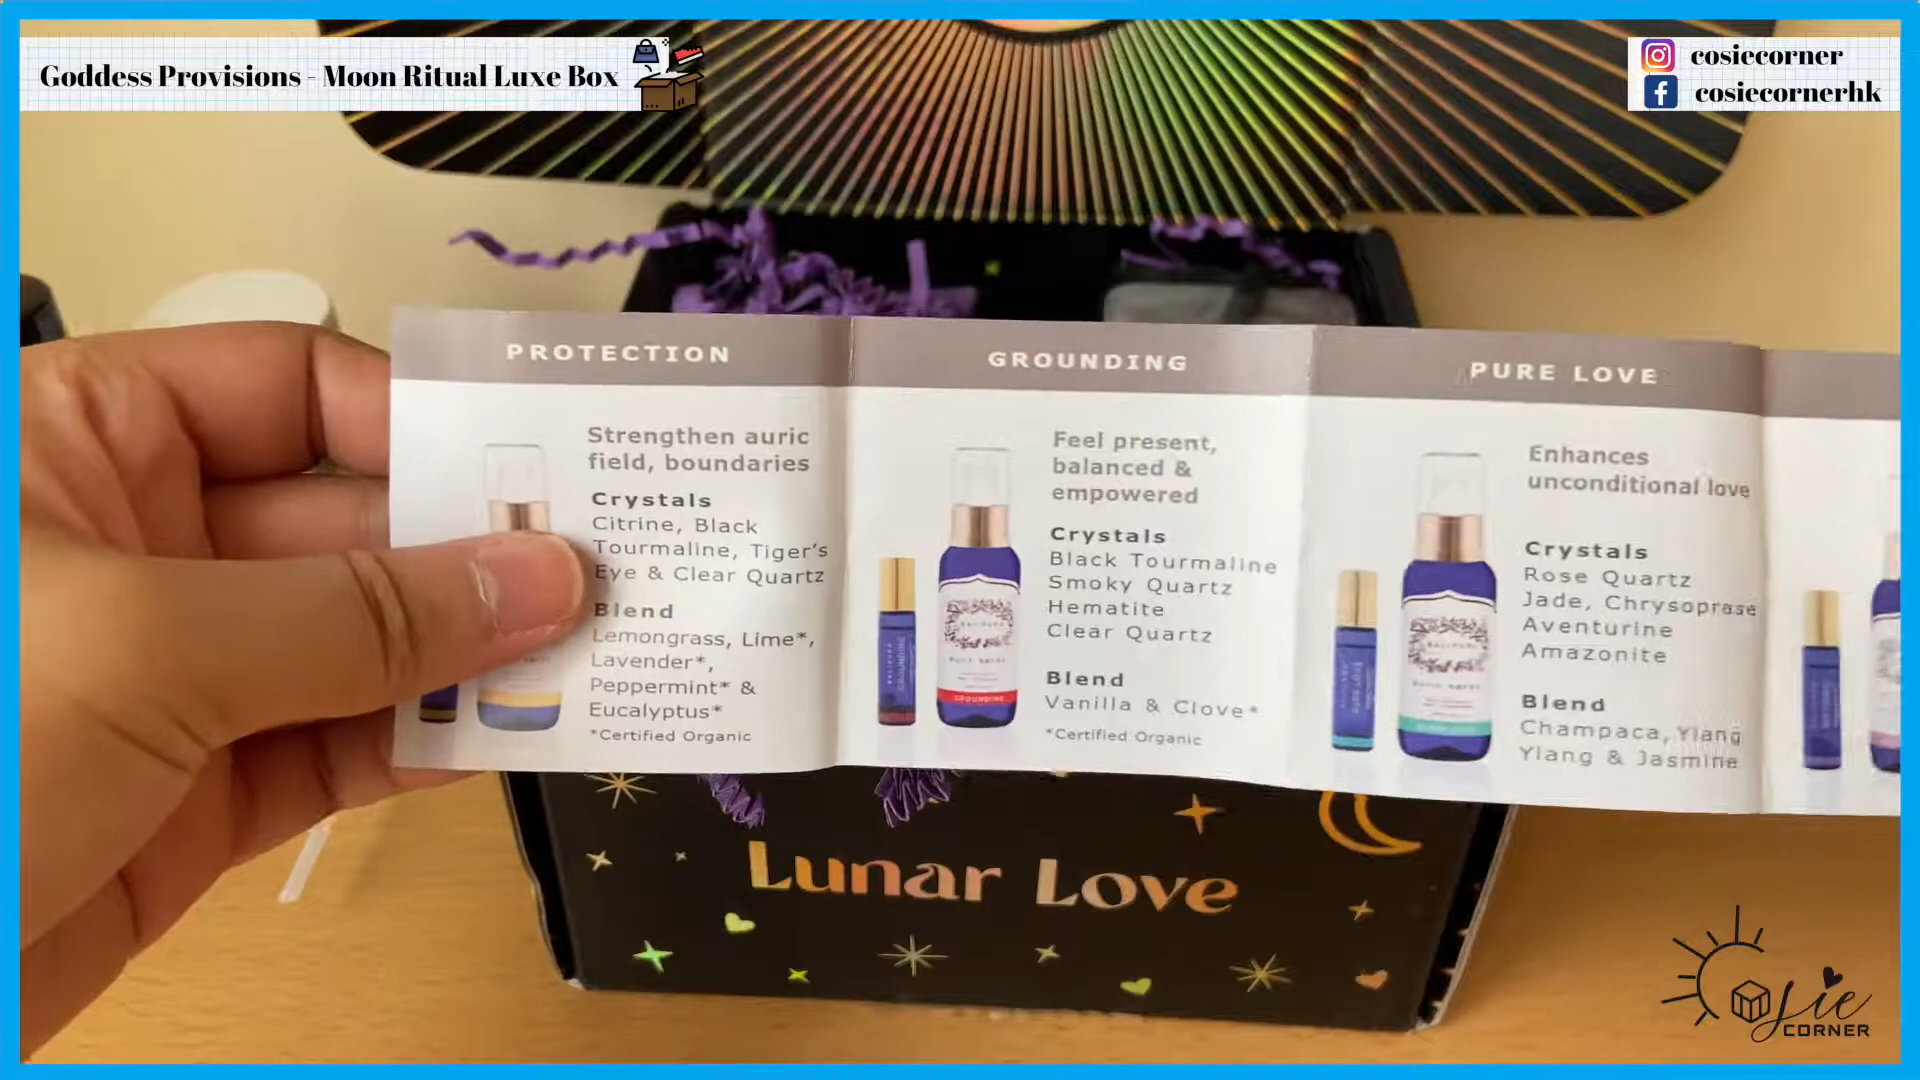 Goddess Provisions - Moon Ritual Luxe Box
cosiecorner
cosiecornerhk
PROTECTION
Strengthen auric
field, boundaries
Crystals
Citrine, Black
Tourmaline, Tiger's
Eye & Clear Quartz
Blend
Lemongrass, Lime*,
Lavender*,
Peppermint* &
Eucalyptus*
*Certified Organic
GROUNDING
Feel present,
balanced &
empowered
Crystals
Black Tourmaline
Smoky Quartz
Hematite
Clear Quartz
Blend
Vanilla & Clove*
*Certified Organic
GROUNDING
PURE LOVE
Enhances
unconditional love
Crystals
Rose Quartz
Jade, Chrysoprase
Aventurine
Amazonite
Blend
Champaca, Ylang
Ylang & Jasmine
Lunar Love
Cosie
CORNER